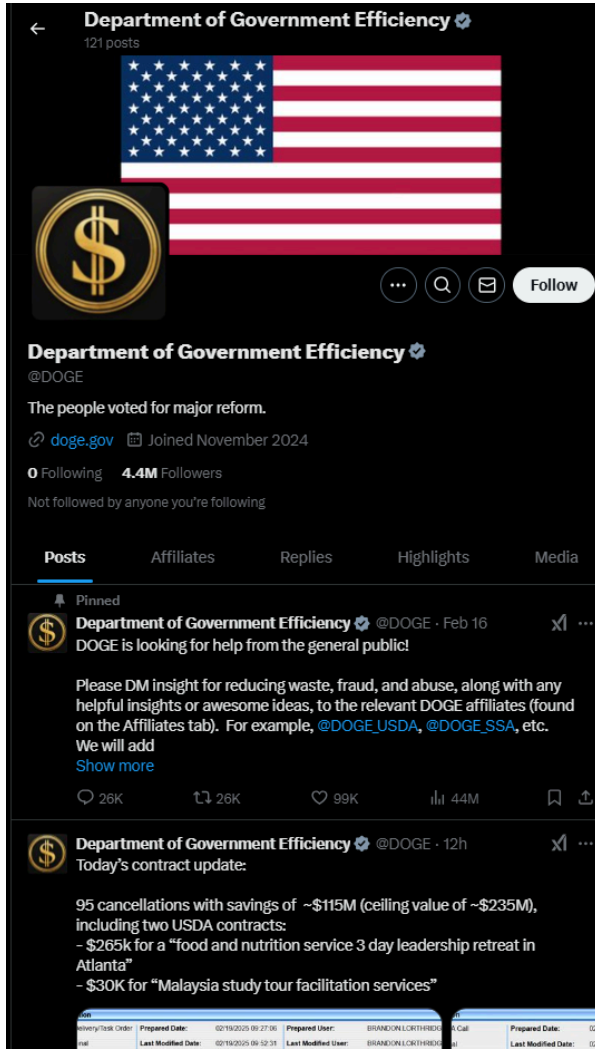 Department of Government Efficiency
121 posts
$
Follow
Department of Government Efficiency
@DOGE
The people voted for major reform.
doge.gov Joined November 2024
0 Following 4.4M Followers
Not followed by anyone you're following
Posts Affiliates Replies Highlights Media
Pinned
Department of Government Efficiency @DOGE · Feb 16
DOGE is looking for help from the general public!
Please DM insight for reducing waste, fraud, and abuse, along with any
helpful insights or awesome ideas, to the relevant DOGE affiliates (found
on the Affiliates tab). For example, @DOGE_USDA, @DOGE_SSA, etc.
We will add
Show more
26K 26K 99K 44M
$
Department of Government Efficiency @DOGE · 12h
Today's contract update:
95 cancellations with savings of ~$115M (ceiling value of ~$235M),
including two USDA contracts:
- $265k for a “food and nutrition service 3 day leadership retreat in
Atlanta”
- $30K for “Malaysia study tour facilitation services”
Delivery/Task Order Prepared Date: 02/19/2025 09:27:06 Prepared User: BRANDON.LORTHRIDG A Call Prepared Date: 02
Last Modified Date: 02/19/2025 09:52:31 Last Modified User: BRANDON.LORTHRIDG Last Modified Date: 02